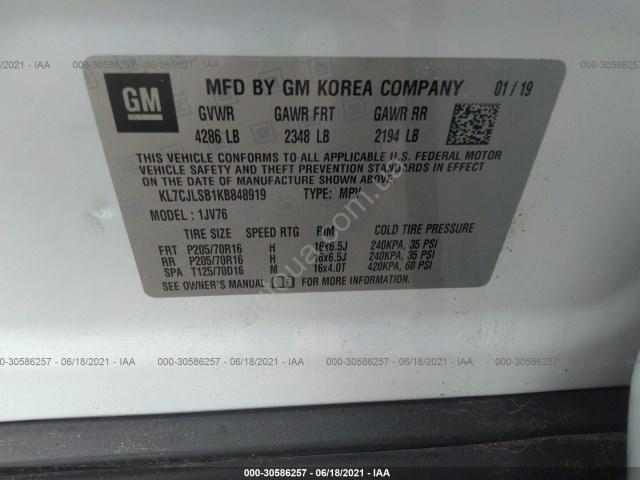 000-30586257 - 06/18/2021 - IAA
GM
MFD BY GM KOREA COMPANY 01/19
GVWR GAWR FRT GAWR RR
4286 LB 2348 LB 2194 LB
THIS VEHICLE CONFORMS TO ALL APPLICABLE U.S. FEDERAL MOTOR
VEHICLE SAFETY, BUMPER, AND THEFT PREVENTION STANDARDS IN EFFECT
ON THE DATE OF MANUFACTURE SHOWN ABOVE.
KL7CJLSB1KB848919 TYPE: MPV
MODEL: 1JV76
TIRE SIZE SPEED RTG RIM COLD TIRE PRESSURE
FRT P205/70R16 H 16x6.5J 240KPA, 35 PSI
RR P205/70R16 H 16x6.5J 240KPA, 35 PSI
SPA T125/70D16 M 16x4.0T 420KPA, 60 PSI
SEE OWNER'S MANUAL FOR MORE INFORMATION.
autoua.com
000-30586257 - 06/18/2021 - IAA
000-30586257 - 06/18/2021 - IAA